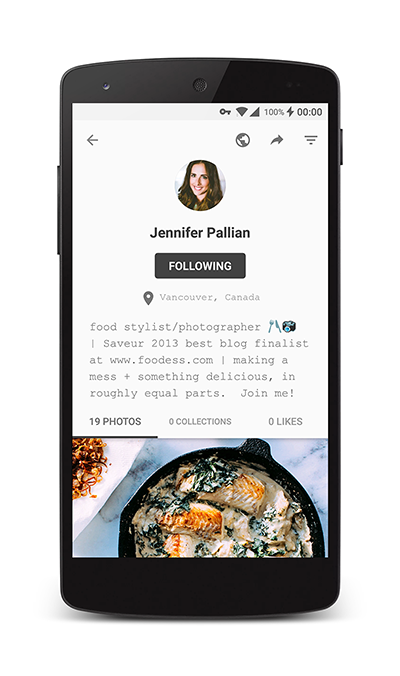 100% 00:00
Jennifer Pallian
FOLLOWING
Vancouver, Canada
food stylist/photographer 🍴📷
| Saveur 2013 best blog finalist
at www.foodess.com | making a
mess + something delicious, in
roughly equal parts.  Join me!
19 PHOTOS 0 COLLECTIONS 0 LIKES